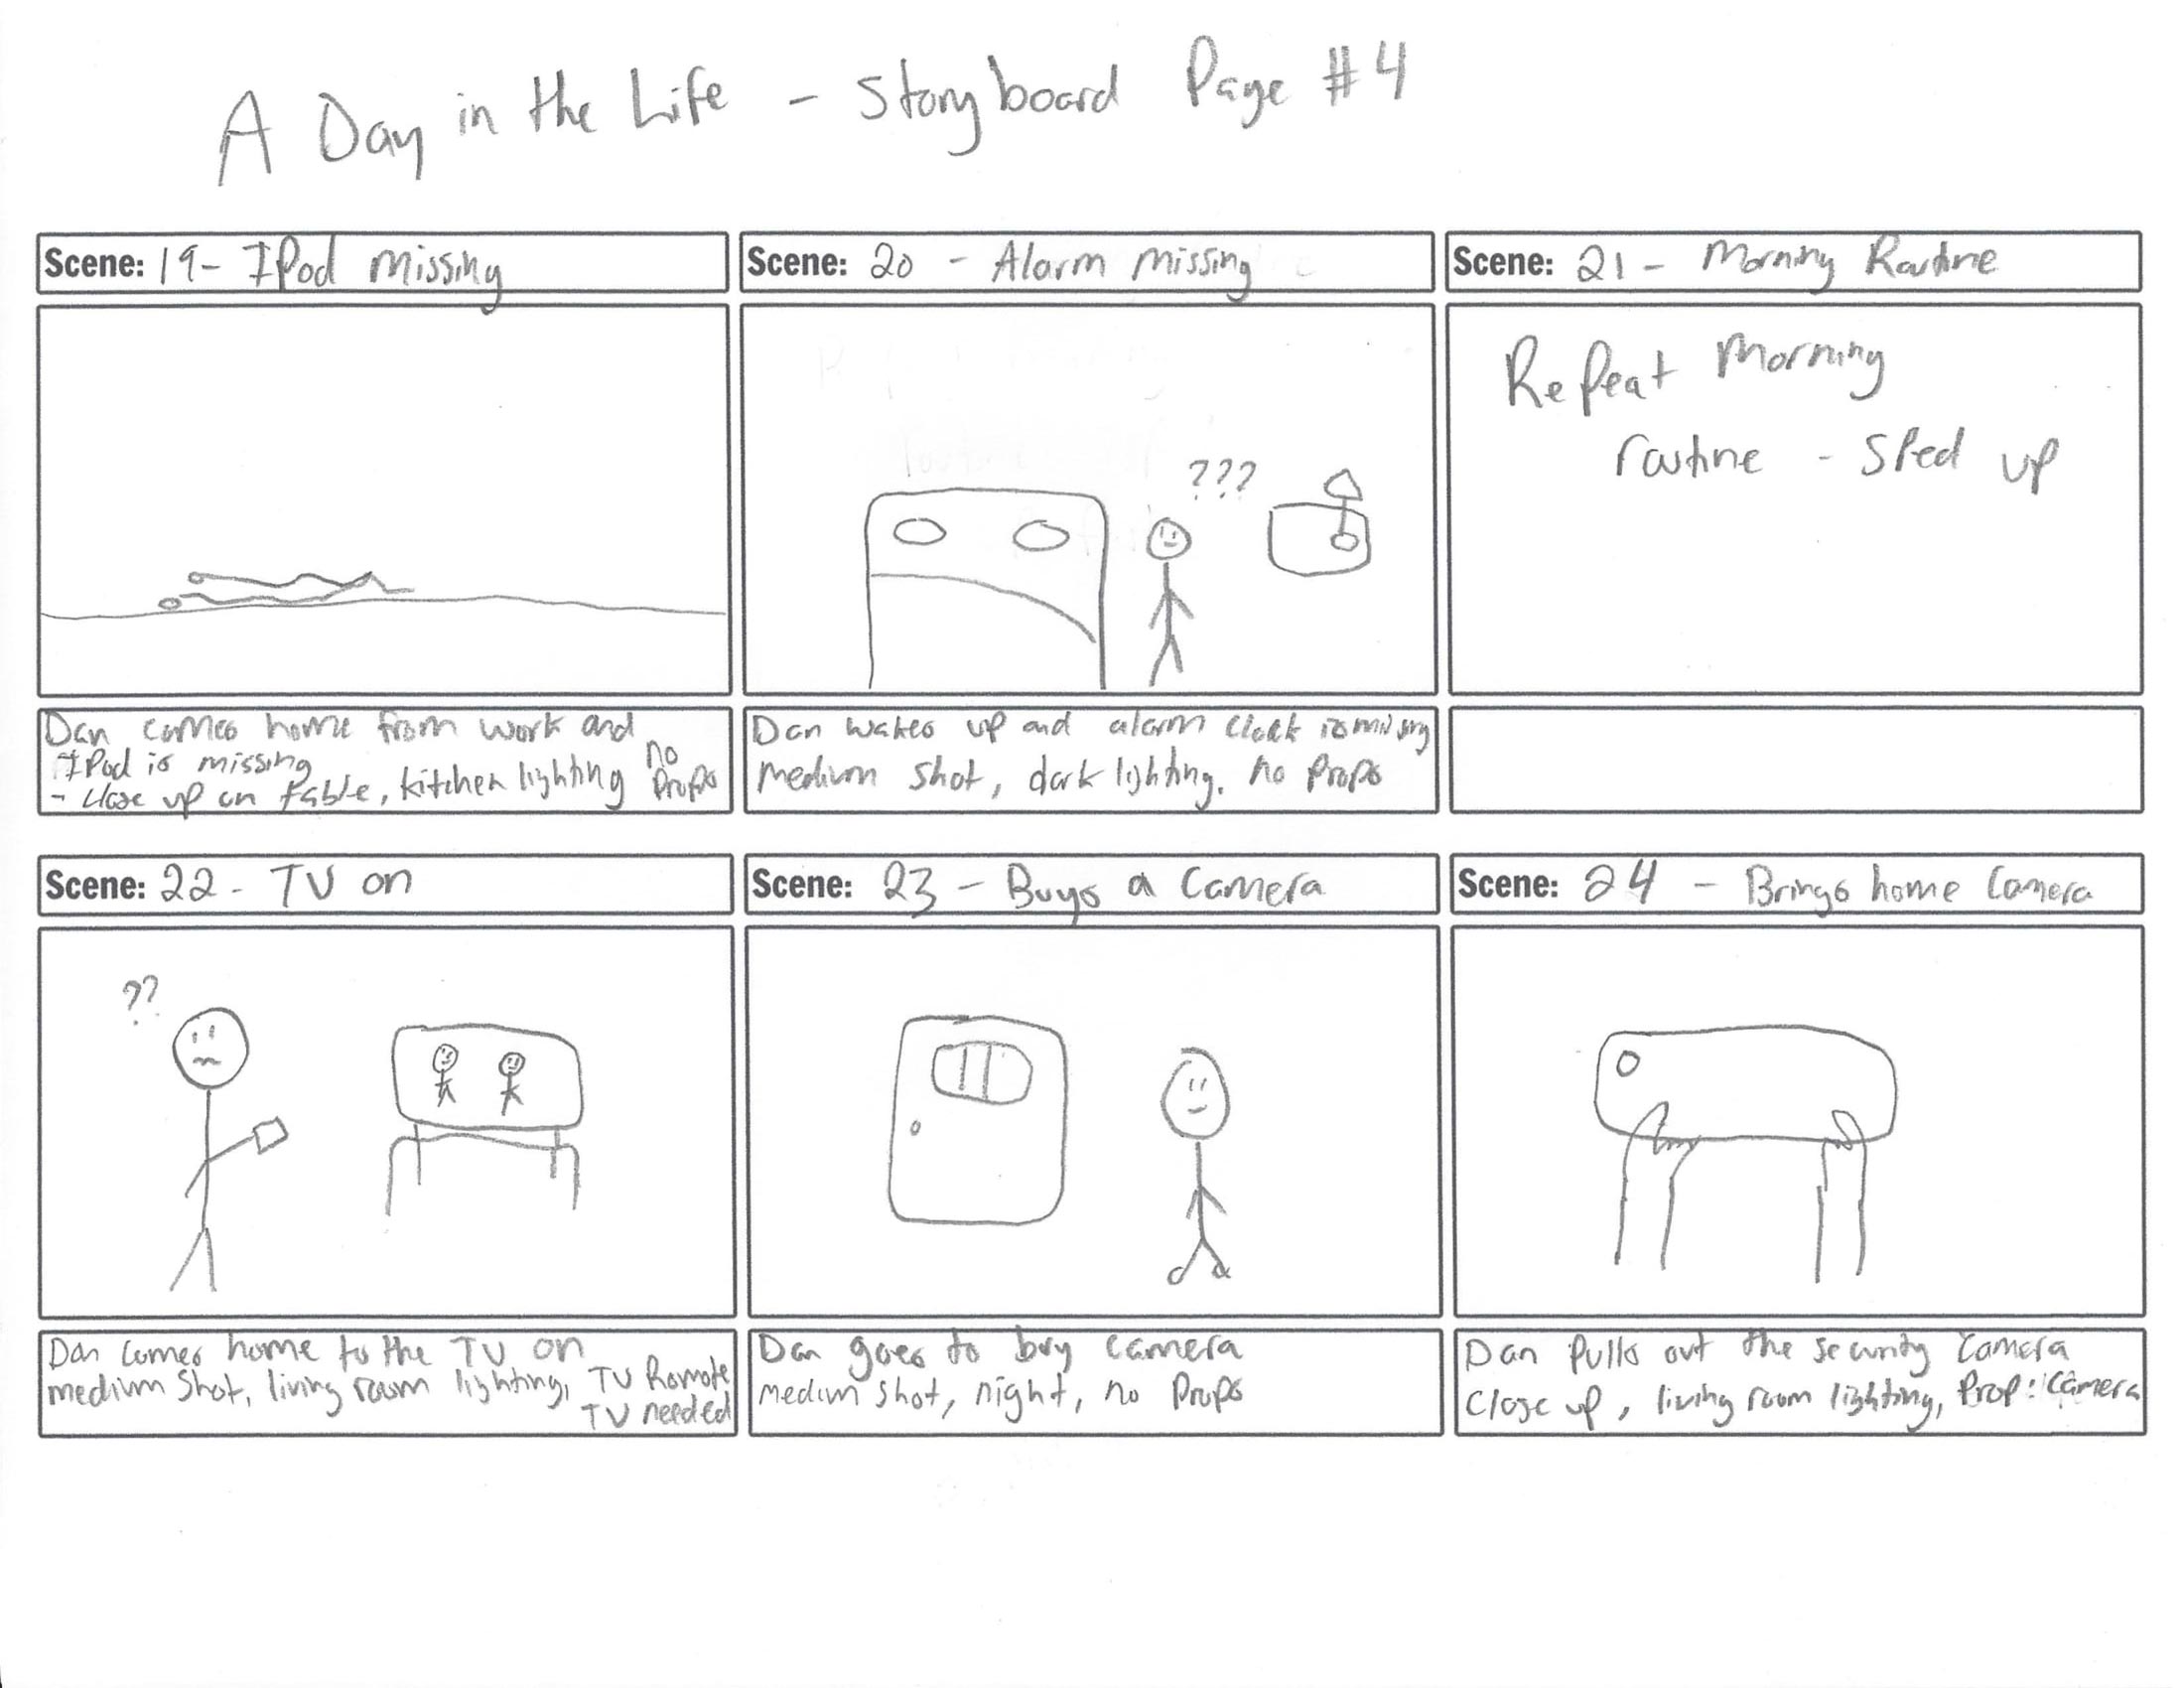 A Day in the Life - Storyboard Page #4
Scene: 19- IPod missing
Scene: 20 - Alarm missing
Scene: 21 - Morning Routine
Repeat Morning
routine - sped up
???
Dan comes home from work and
IPod is missing
- close up on table, kitchen lighting no props
Dan wakes up and alarm clock is missing
medium shot, dark lighting, no props
Scene: 22- TV on
Scene: 23 - Buys a Camera
Scene: 24 - Brings home Camera
??
Dan comes home to the TV on
medium shot, living room lighting, TV Remote
TV needed
Dan goes to buy camera
medium shot, night, no props
Dan pulls out the security camera
Close up, living room lighting, Prop: Camera